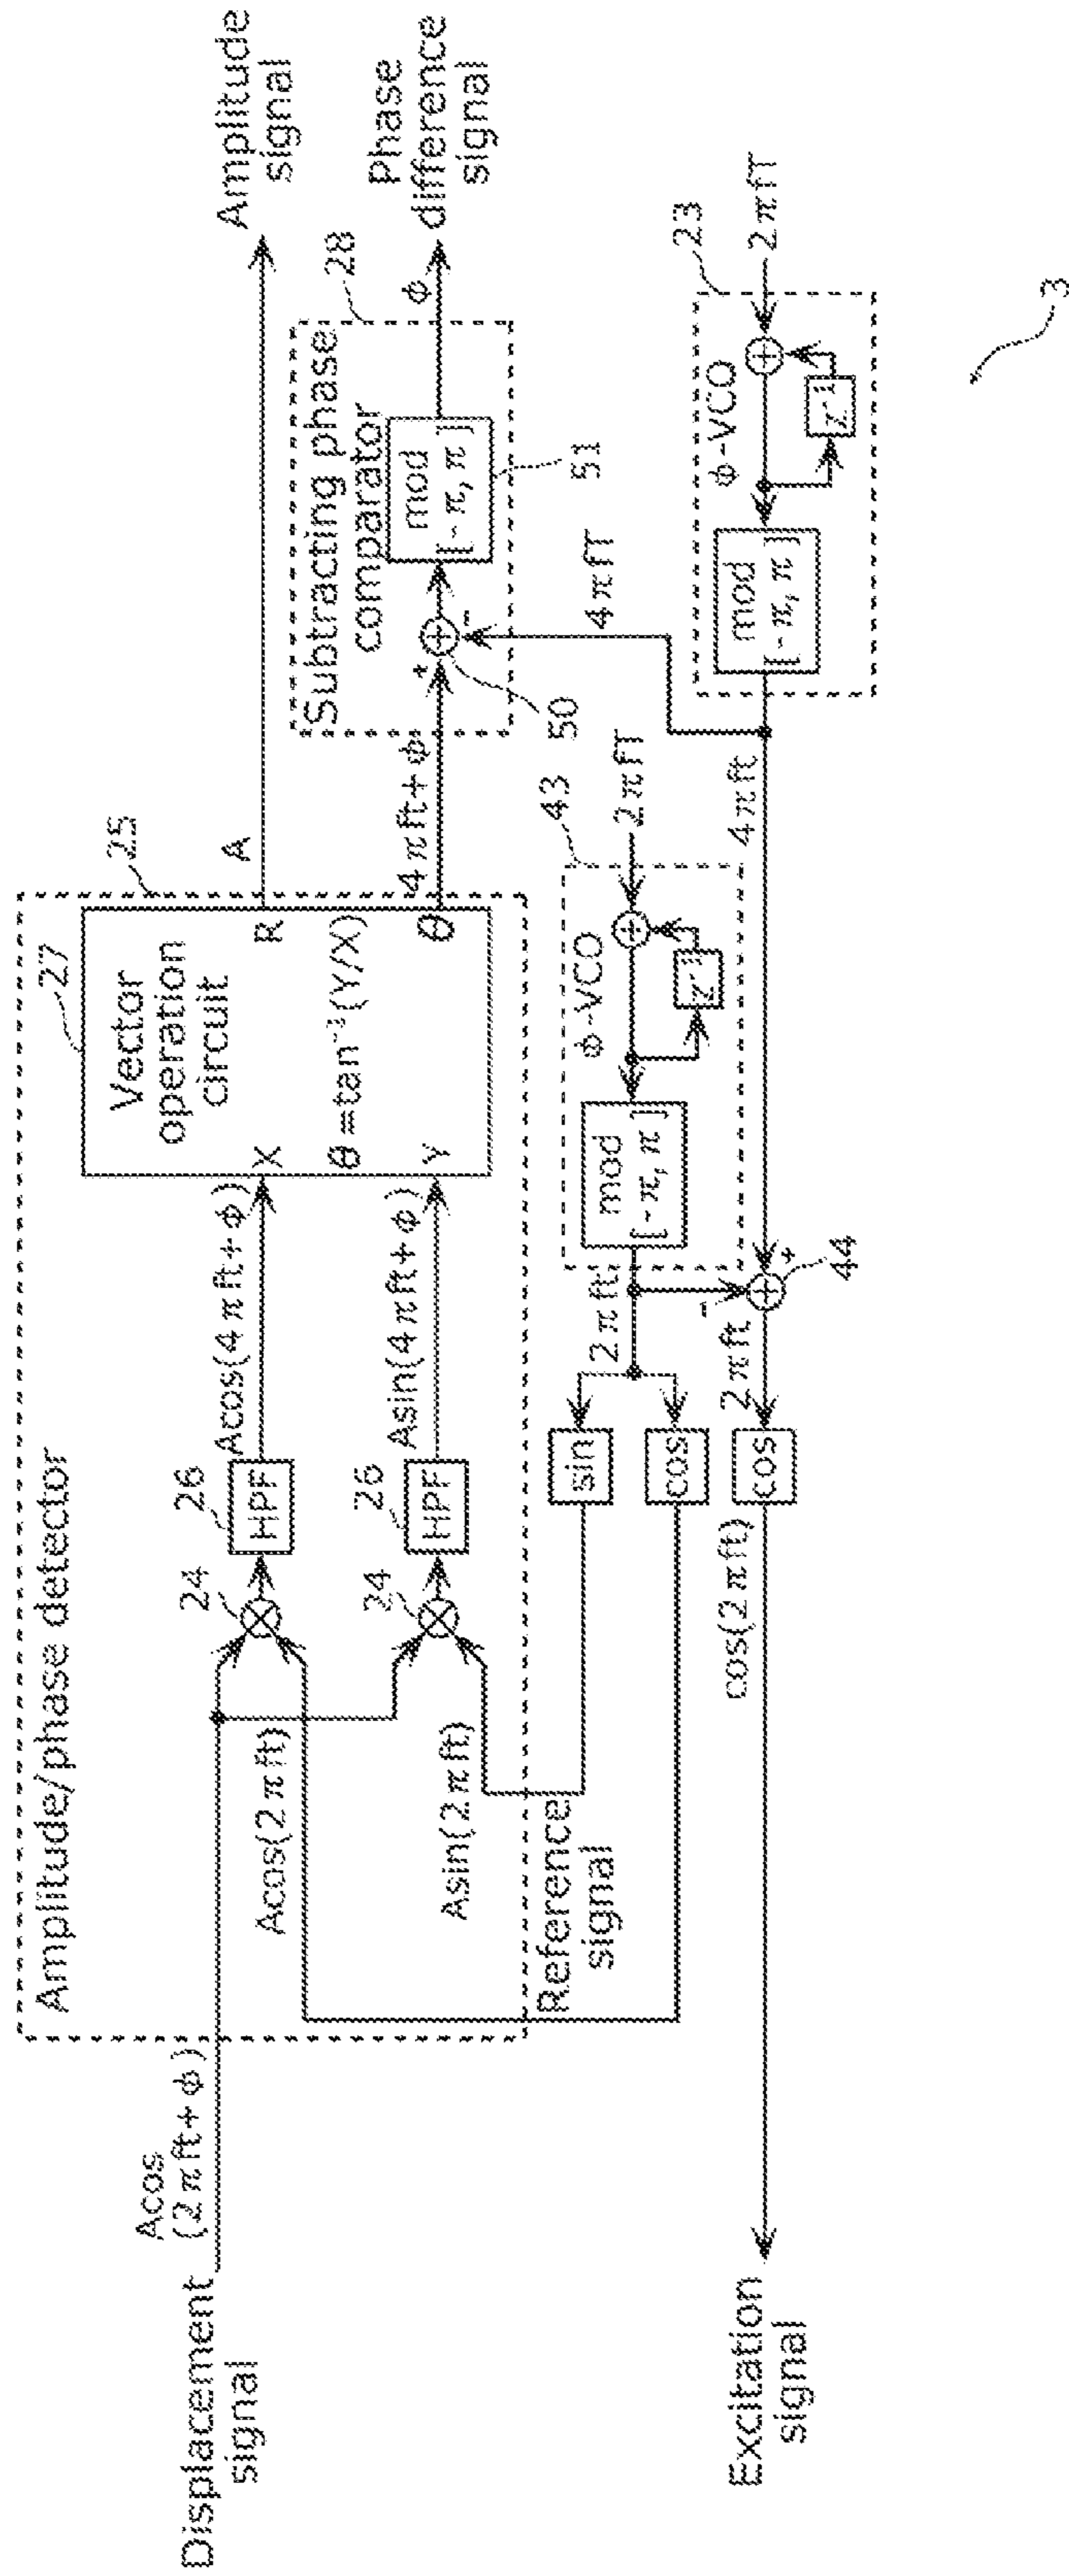 Amplitude/phase detector
Displacement
signal
Acos
(2πft+ϕ)
24
26
HPF
Acos(4πft+ϕ)
27
25
Vector
operation
circuit
X
R
θ=tan⁻¹(Y/X)
Y
θ
A
Amplitude
signal
Acos(2πft)
24
26
HPF
Asin(4πft+ϕ)
Asin(2πft)
4πft+ϕ
Subtracting phase
comparator
28
+
-
50
mod
[-π, π]
51
ϕ
Phase
difference
signal
4πfT
Reference
signal
sin
cos
2πft
43
ϕ-VCO
mod
[-π, π]
z⁻¹
2πfT
Excitation
signal
cos(2πft)
cos
2πft
-
+
44
4πft
23
ϕ-VCO
mod
[-π, π]
z⁻¹
2πfT
3